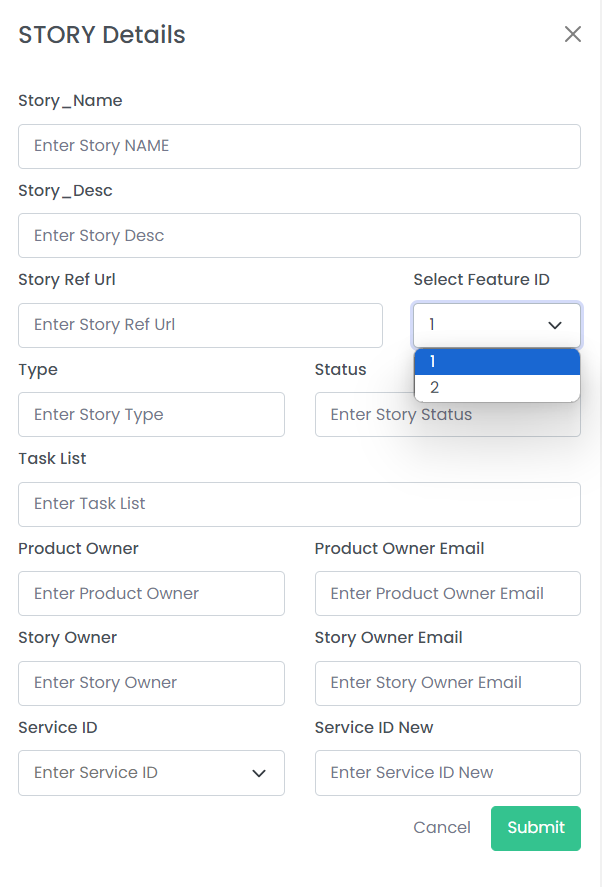 STORY Details
Story_Name
Enter Story NAME
Story_Desc
Enter Story Desc
Story Ref Url Select Feature ID
Enter Story Ref Url 1
1
2
Type Status
Enter Story Type Enter Story Status
Task List
Enter Task List
Product Owner Product Owner Email
Enter Product Owner Enter Product Owner Email
Story Owner Story Owner Email
Enter Story Owner Enter Story Owner Email
Service ID Service ID New
Enter Service ID Enter Service ID New
Cancel Submit